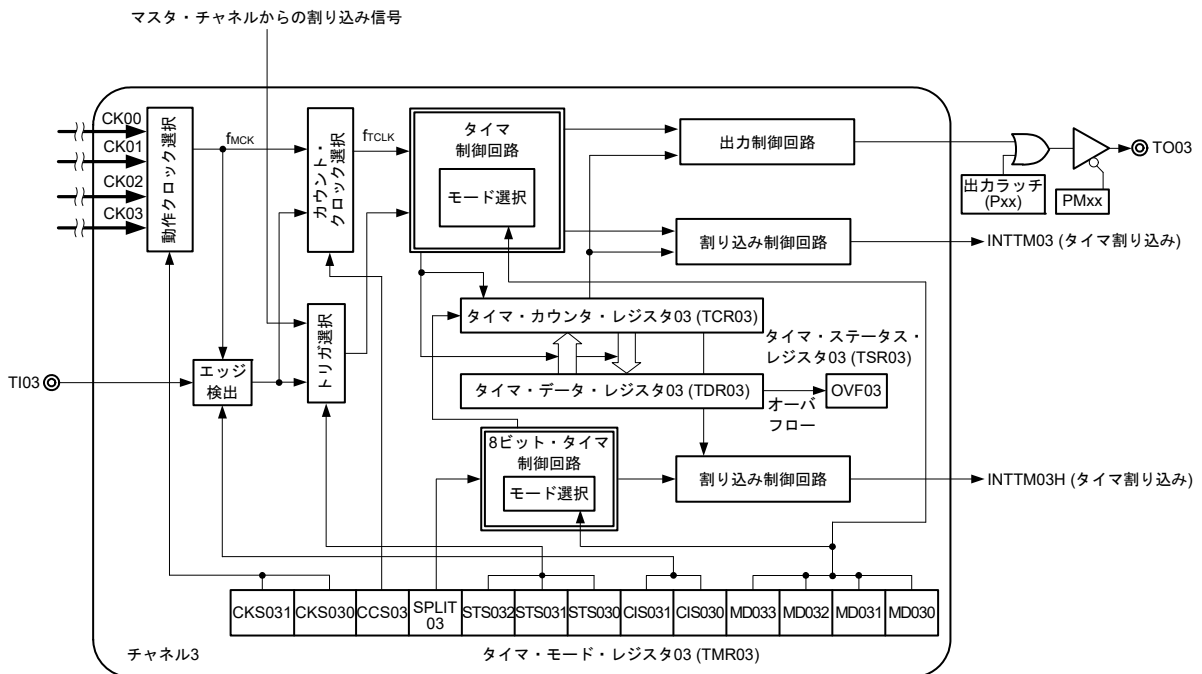 マスタ・チャネルからの割り込み信号
CK00
CK01
CK02
CK03
動作クロック選択
fMCK
カウント・
クロック選択
fTCLK
タイマ
制御回路
モード選択
出力制御回路
出力ラッチ
(Pxx)
PMxx
TO03
割り込み制御回路
INTTM03 (タイマ割り込み)
TI03
エッジ
検出
トリガ選択
タイマ・カウンタ・レジスタ03 (TCR03)
タイマ・ステータス・
レジスタ03 (TSR03)
タイマ・データ・レジスタ03 (TDR03)
オーバ
フロー
OVF03
8ビット・タイマ
制御回路
モード選択
割り込み制御回路
INTTM03H (タイマ割り込み)
CKS031
CKS030
CCS03
SPLIT
03
STS032
STS031
STS030
CIS031
CIS030
MD033
MD032
MD031
MD030
チャネル3
タイマ・モード・レジスタ03 (TMR03)